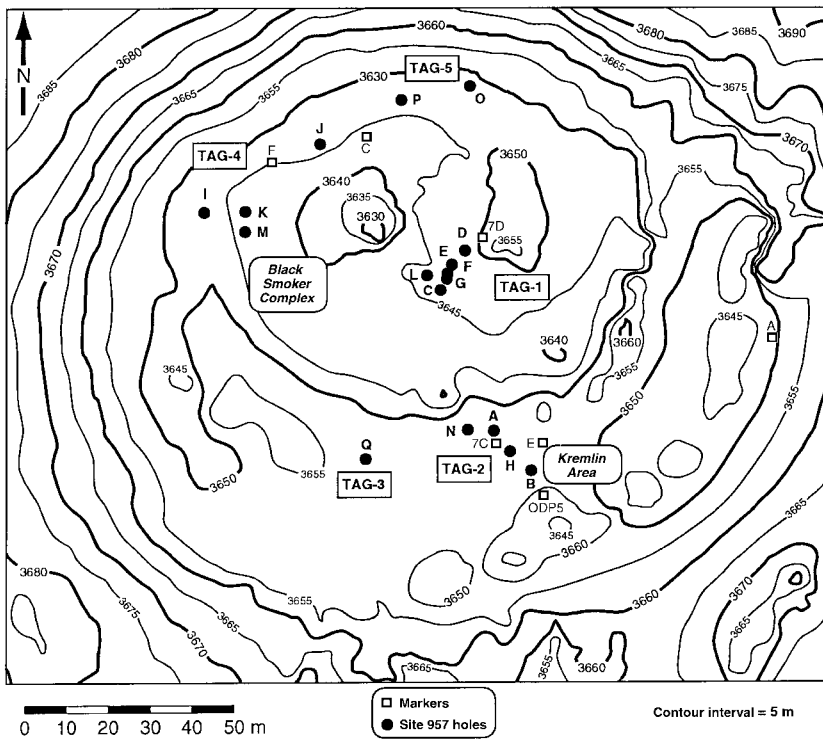 3685
3680
3665
3655
3630
TAG-5
3685
3690
3675
3665
3670
N
P
O
J
C
F
TAG-4
3640
3635
3630
3650
3655
I
K
M
D
7D
3655
E
F
L
G
C
TAG-1
3645
Black
Smoker
Complex
3670
3640
3660
3655
3645
A
3650
3655
3645
3655
3650
N
A
7C
E
H
B
Q
TAG-3
TAG-2
Kremlin
Area
ODP5
3645
3660
3650
3665
3660
3670
3665
3680
3675
3670
3665
3655
3655
3660
0 10 20 30 40 50 m
Markers
Site 957 holes
Contour interval = 5 m